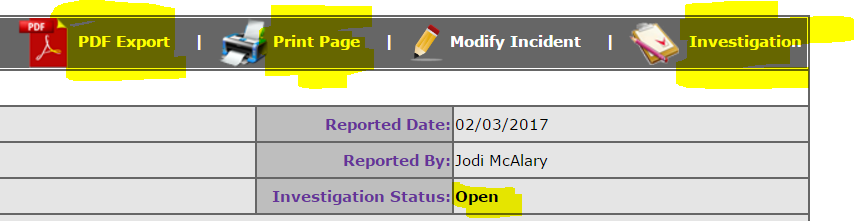 PDF
PDF Export | Print Page | Modify Incident | Investigation
Reported Date: 02/03/2017
Reported By: Jodi McAlary
Investigation Status: Open